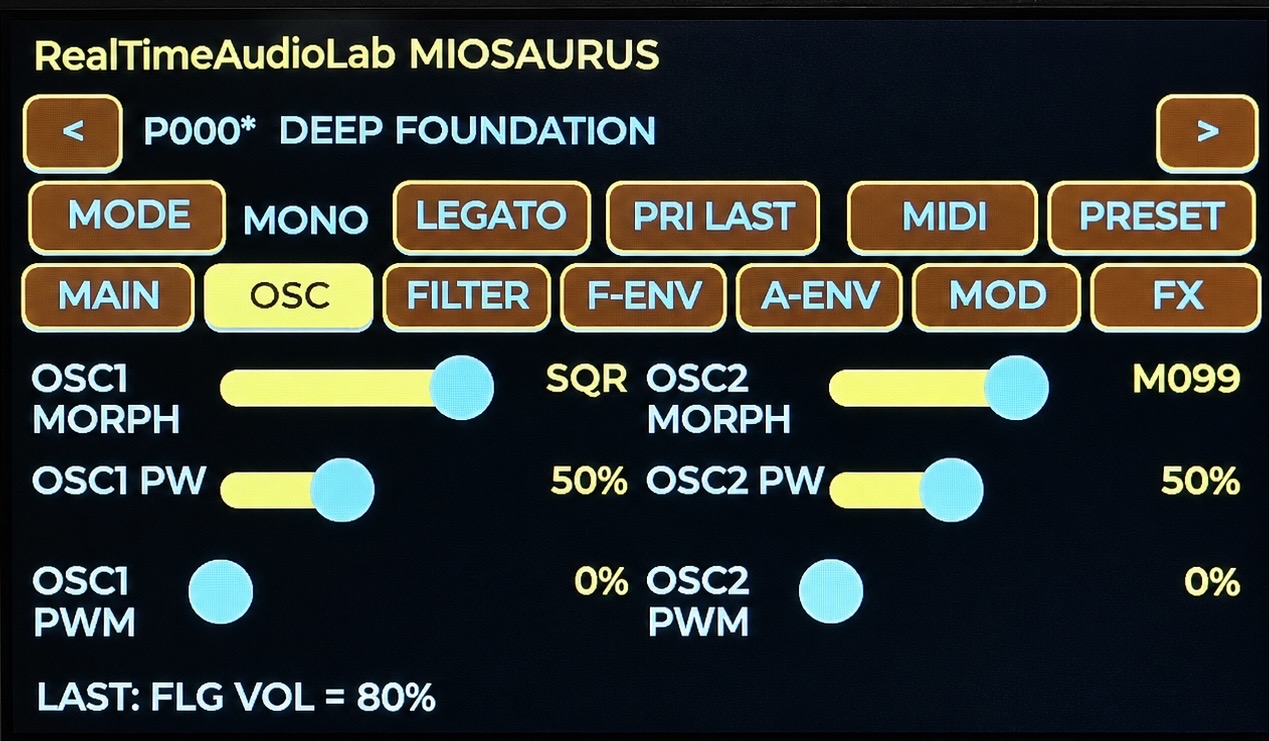 RealTimeAudioLab MIOSAURUS
< P000* DEEP FOUNDATION >
MODE MONO LEGATO PRI LAST MIDI PRESET
MAIN OSC FILTER F-ENV A-ENV MOD FX
OSC1 MORPH SQR OSC2 MORPH M099
OSC1 PW 50% OSC2 PW 50%
OSC1 PWM 0% OSC2 PWM 0%
LAST: FLG VOL = 80%